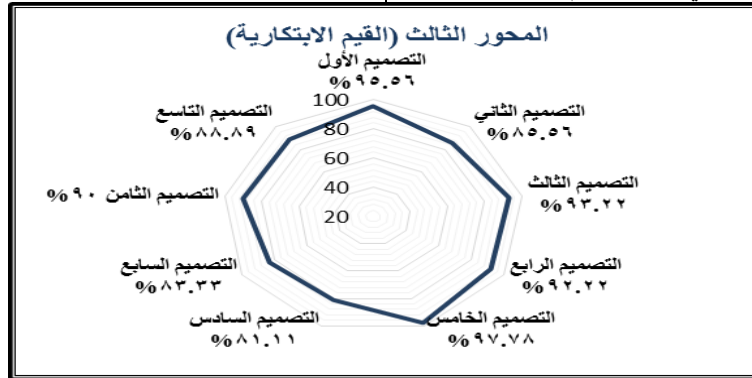 المحور الثالث (القيم الابتكارية)
التصميم الأول
٩٥.٥٦ %
التصميم الثاني
٨٥.٥٦ %
التصميم الثالث
٩٣.٢٢ %
التصميم الرابع
٩٢.٢٢ %
التصميم الخامس
٩٧.٧٨ %
التصميم السادس
٨١.١١ %
التصميم السابع
٨٣.٣٣ %
التصميم الثامن ٩٠ %
التصميم التاسع
٨٨.٨٩ %
100
80
60
40
20